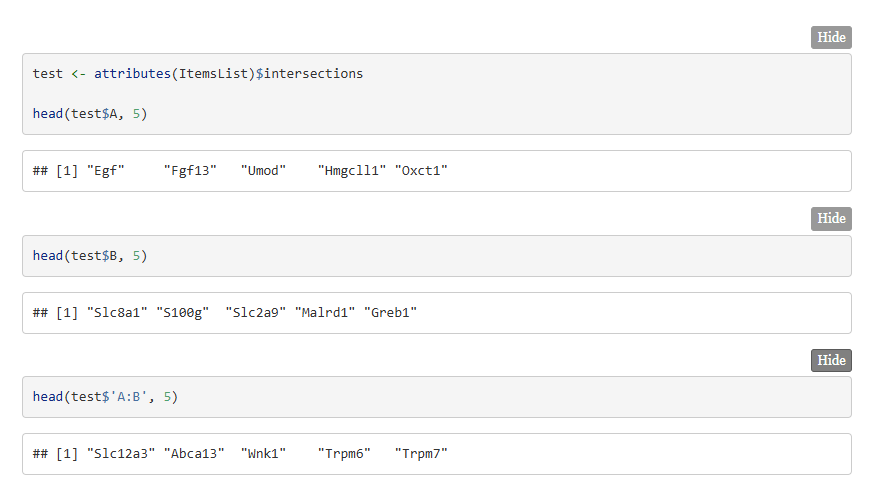 Hide
test <- attributes(ItemsList)$intersections
head(test$A, 5)
## [1] "Egf"     "Fgf13"   "Umod"    "Hmgcll1" "Oxct1"
Hide
head(test$B, 5)
## [1] "Slc8a1" "S100g"  "Slc2a9" "Malrd1" "Greb1"
Hide
head(test$'A:B', 5)
## [1] "Slc12a3" "Abca13"  "Wnk1"    "Trpm6"   "Trpm7"